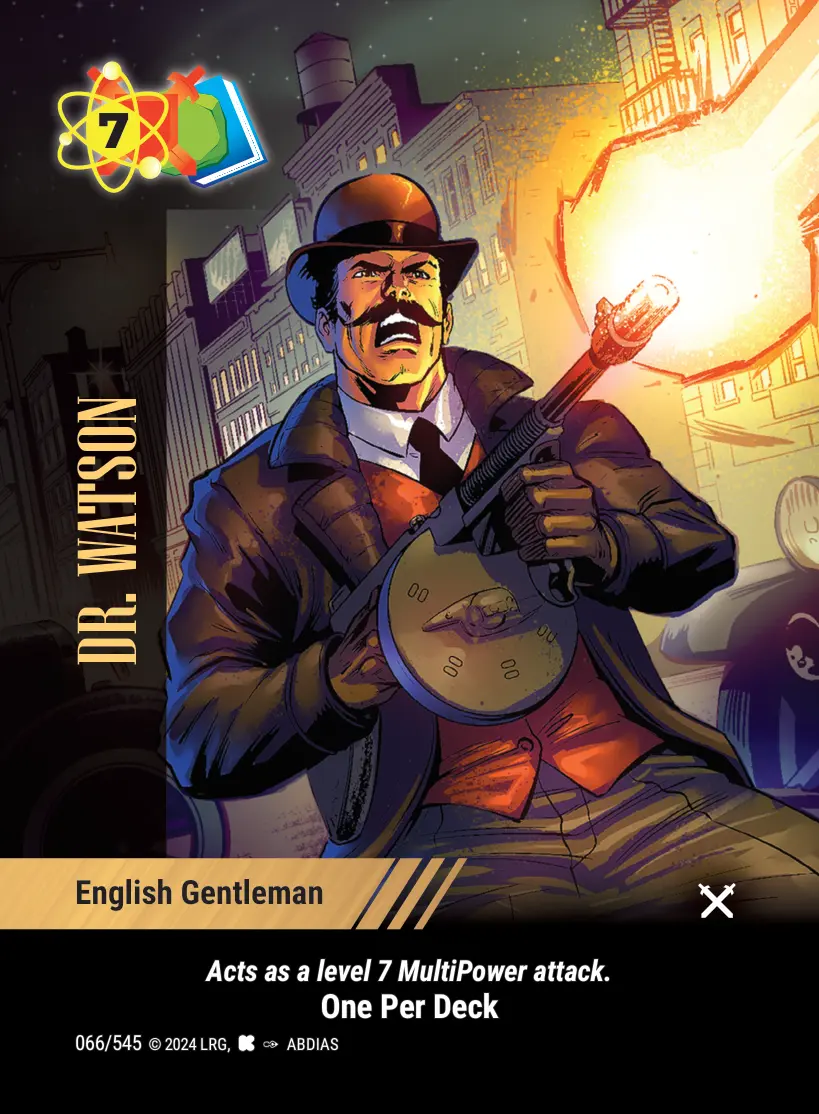 7
DR. WATSON
English Gentleman
Acts as a level 7 MultiPower attack.
One Per Deck
066/545 © 2024 LRG, ABDIAS